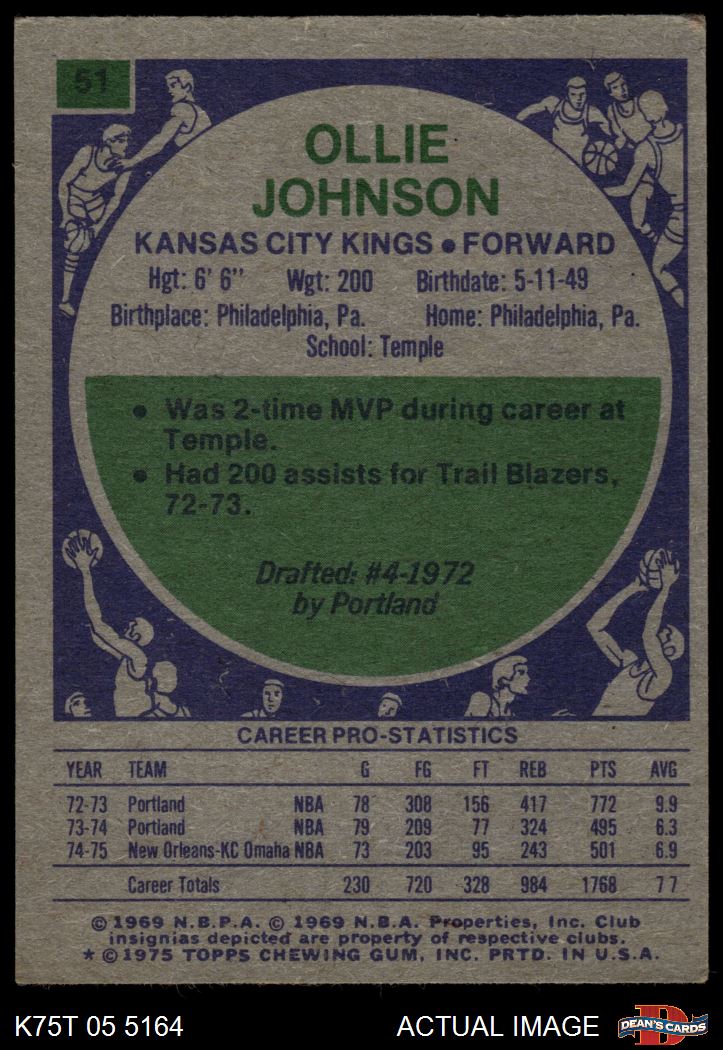 51
OLLIE
JOHNSON
KANSAS CITY KINGS • FORWARD
Hgt: 6' 6" Wgt: 200 Birthdate: 5-11-49
Birthplace: Philadelphia, Pa. Home: Philadelphia, Pa.
School: Temple
• Was 2-time MVP during career at
Temple.
• Had 200 assists for Trail Blazers,
72-73.
Drafted: #4-1972
by Portland
CAREER PRO-STATISTICS
YEAR TEAM G FG FT REB PTS AVG
72-73 Portland NBA 78 308 156 417 772 9.9
73-74 Portland NBA 79 209 77 324 495 6.3
74-75 New Orleans-KC Omaha NBA 73 203 95 243 501 6.9
Career Totals 230 720 328 984 1768 7 7
© 1969 N.B.P.A. © 1969 N.B.A. Properties, Inc. Club
insignias depicted are property of respective clubs.
* © 1975 TOPPS CHEWING GUM, INC. PRTD. IN U.S.A.
K75T 05 5164 ACTUAL IMAGE DEAN'S CARDS